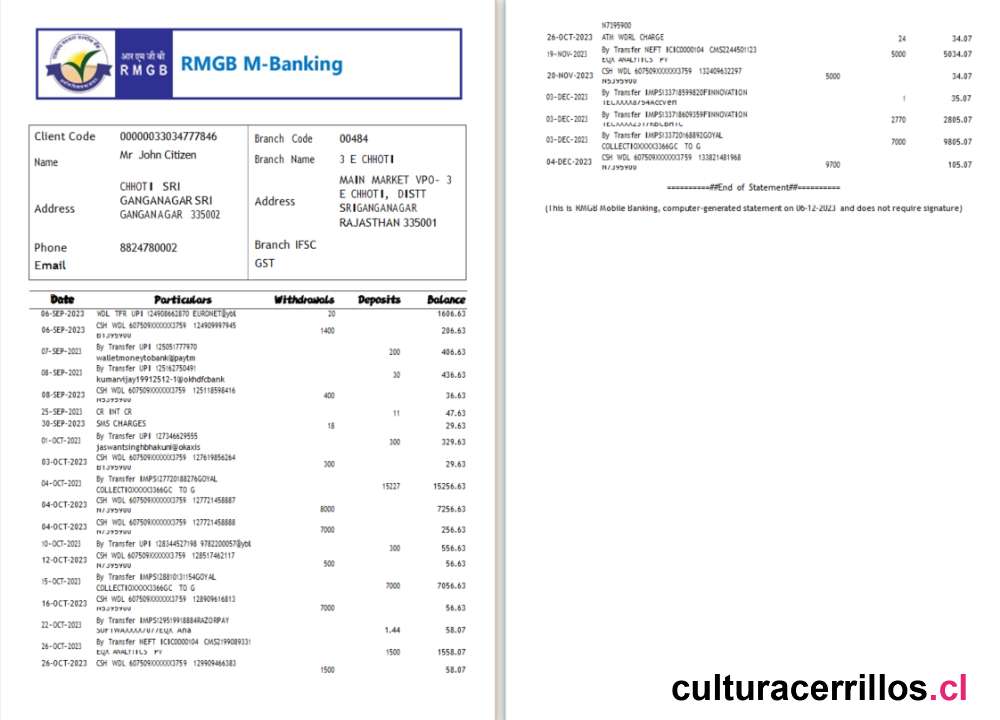 आर एम जी बी
RMGB
RMGB M-Banking
Client Code 00000033034777846
Name Mr John Citizen
Address CHHOTI SRI
GANGANAGAR SRI
GANGANAGAR 335002
Phone 8824780002
Email
Branch Code 00484
Branch Name 3 E CHHOTI
Address MAIN MARKET VPO- 3
E CHHOTI, DISTT
SRIGANGANAGAR
RAJASTHAN 335001
Branch IFSC
GST
Date Particulars Withdrawals Deposits Balance
06-SEP-2023 WDL TFR UPI 124908662870 EURONET@ybl 20 1606.63
06-SEP-2023 CSH WDL 607509XXXXXX3759 124909997945 1400 206.63
B1395900
07-SEP-2023 By Transfer UPI 125051777970 200 406.63
walletmoneytobank@paytm
08-SEP-2023 By Transfer UPI 125162750491 30 436.63
kumarvijay19912512-1@okhdfcbank
08-SEP-2023 CSH WDL 607509XXXXXX3759 125118598416 400 36.63
N5395900
25-SEP-2023 CR INT CR 11 47.63
30-SEP-2023 SMS CHARGES 18 29.63
01-OCT-2023 By Transfer UPI 127346629555 300 329.63
jaswantsinghbhakuni@okaxis
03-OCT-2023 CSH WDL 607509XXXXXX3759 127619856264 300 29.63
B1395900
04-OCT-2023 By Transfer IMPS127720188276GOYAL 15227 15256.63
COLLECTIOXXXX3366GC TO G
04-OCT-2023 CSH WDL 607509XXXXXX3759 127721458887 8000 7256.63
N7395900
04-OCT-2023 CSH WDL 607509XXXXXX3759 127721458888 7000 256.63
N7395900
10-OCT-2023 By Transfer UPI 128344527198 9782200057@ybl 300 556.63
12-OCT-2023 CSH WDL 607509XXXXXX3759 128517462117 500 56.63
N7395900
15-OCT-2023 By Transfer IMPS128810131154GOYAL 7000 7056.63
COLLECTIOXXXX3366GC TO G
16-OCT-2023 CSH WDL 607509XXXXXX3759 128909616813 7000 56.63
N5395900
22-OCT-2023 By Transfer IMPS129519918884RAZORPAY 1.44 58.07
SOFTWAXXXX7077EQX Ana
26-OCT-2023 By Transfer NEFT ICIC0000104 CMS2199089331 1500 1558.07
EQX ANALYTICS PV
26-OCT-2023 CSH WDL 607509XXXXXX3759 129909466383 1500 58.07
N7395900
26-OCT-2023 ATM WDRL CHARGE 24 34.07
19-NOV-2023 By Transfer NEFT ICIC0000104 CMS2244501123 5000 5034.07
EQX ANALYTICS PV
20-NOV-2023 CSH WDL 607509XXXXXX3759 132409632297 5000 34.07
N5395900
03-DEC-2023 By Transfer IMPS133718599820FINNOVATION 1 35.07
TECXXXX8754Accveri
03-DEC-2023 By Transfer IMPS133718609359FINNOVATION 2770 2805.07
03-DEC-2023 By Transfer IMPS133720168892GOYAL 7000 9805.07
COLLECTIOXXXX3366GC TO G
04-DEC-2023 CSH WDL 607509XXXXXX3759 133821481968 9700 105.07
N7395900
==========##End of Statement##==========
(This is RMGB Mobile Banking, computer-generated statement on 06-12-2023 and does not require signature)
culturacerrillos.cl